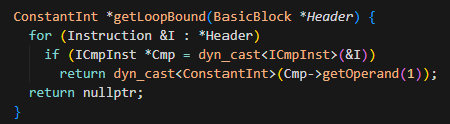 ConstantInt *getLoopBound(BasicBlock *Header) {
  for (Instruction &I : *Header)
    if (ICmpInst *Cmp = dyn_cast<ICmpInst>(&I))
      return dyn_cast<ConstantInt>(Cmp->getOperand(1));
  return nullptr;
}